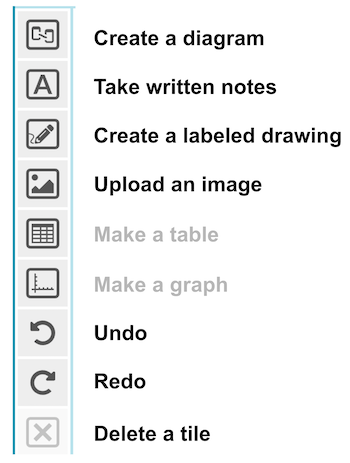 Create a diagram
A Take written notes
Create a labeled drawing
Upload an image
Make a table
Make a graph
Undo
Redo
Delete a tile